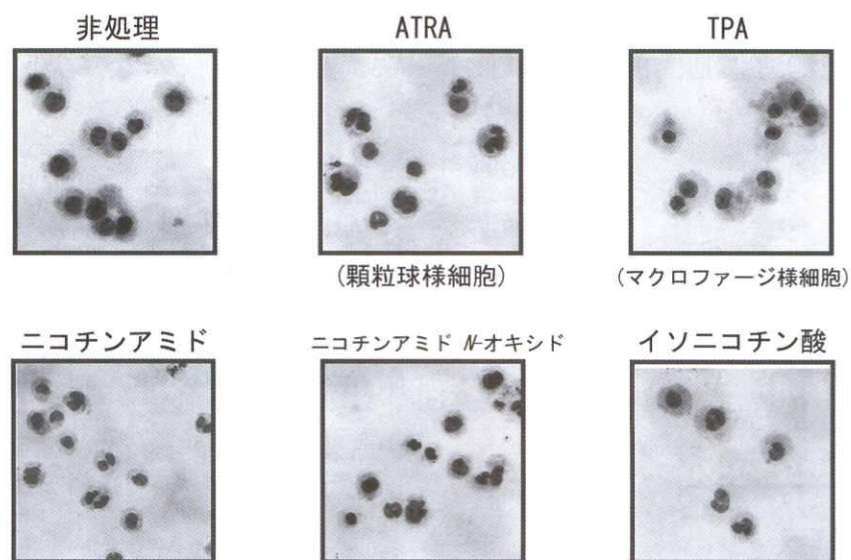 非処理
ATRA
TPA
(顆粒球様細胞)
(マクロファージ様細胞)
ニコチンアミド
ニコチンアミド N-オキシド
イソニコチン酸